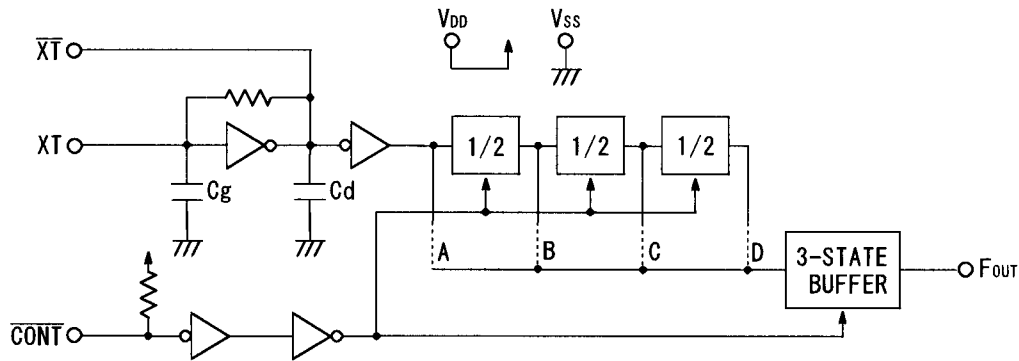 VDD
VSS
XT
XT
Cg
Cd
1/2
1/2
1/2
A
B
C
D
3-STATE
BUFFER
FOUT
CONT